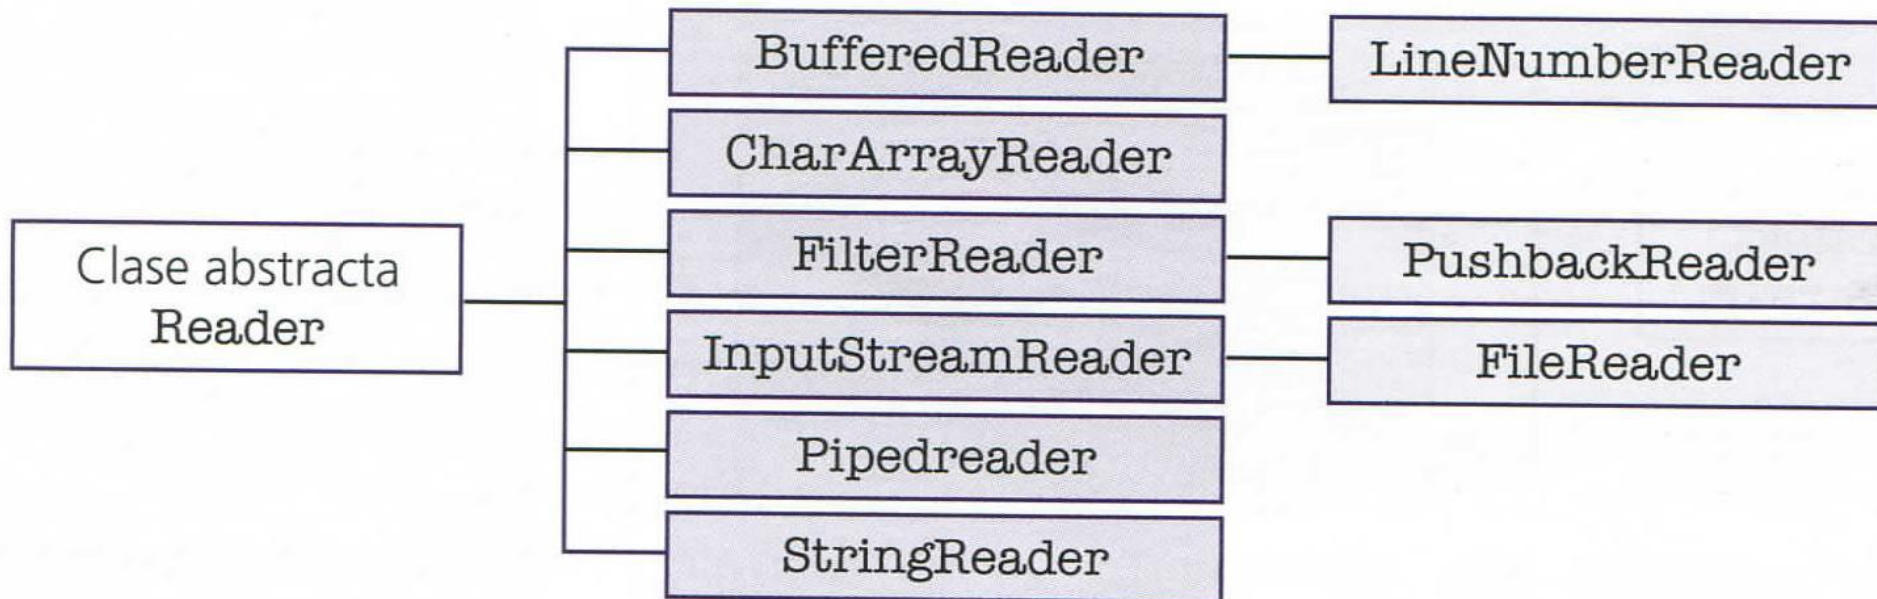 BufferedReader
LineNumberReader
CharArrayReader
Clase abstracta
Reader
FilterReader
PushbackReader
InputStreamReader
FileReader
Pipedreader
StringReader